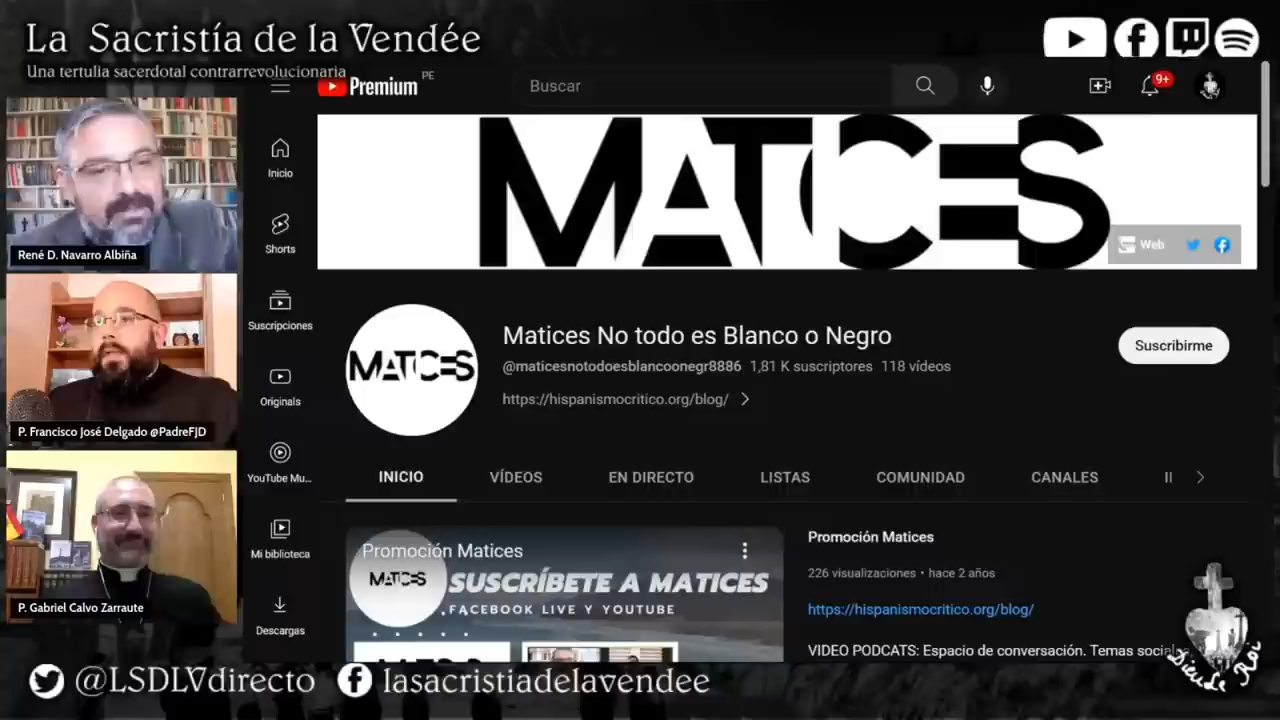 La Sacristía de la Vendée
Una tertulia sacerdotal contrarrevolucionaria
Premium PE
Buscar
9+
MATICES
Web
Inicio
Shorts
Suscripciones
Originals
YouTube Mu...
Mi biblioteca
Descargas
René D. Navarro Albiña
P. Francisco José Delgado @PadreFJD
P. Gabriel Calvo Zarraute
MATICES
Matices No todo es Blanco o Negro
@maticesnotodoesblancoonegr8886 1,81 K suscriptores 118 vídeos
https://hispanismocritico.org/blog/
Suscribirme
INICIO VÍDEOS EN DIRECTO LISTAS COMUNIDAD CANALES
Promoción Matices
MATICES
SUSCRÍBETE A MATICES
FACEBOOK LIVE Y YOUTUBE
Promoción Matices
226 visualizaciones • hace 2 años
https://hispanismocritico.org/blog/
VIDEO PODCATS: Espacio de conversación. Temas social
Dieu Le Roi
@LSDLVdirecto lasacristiadelavendee